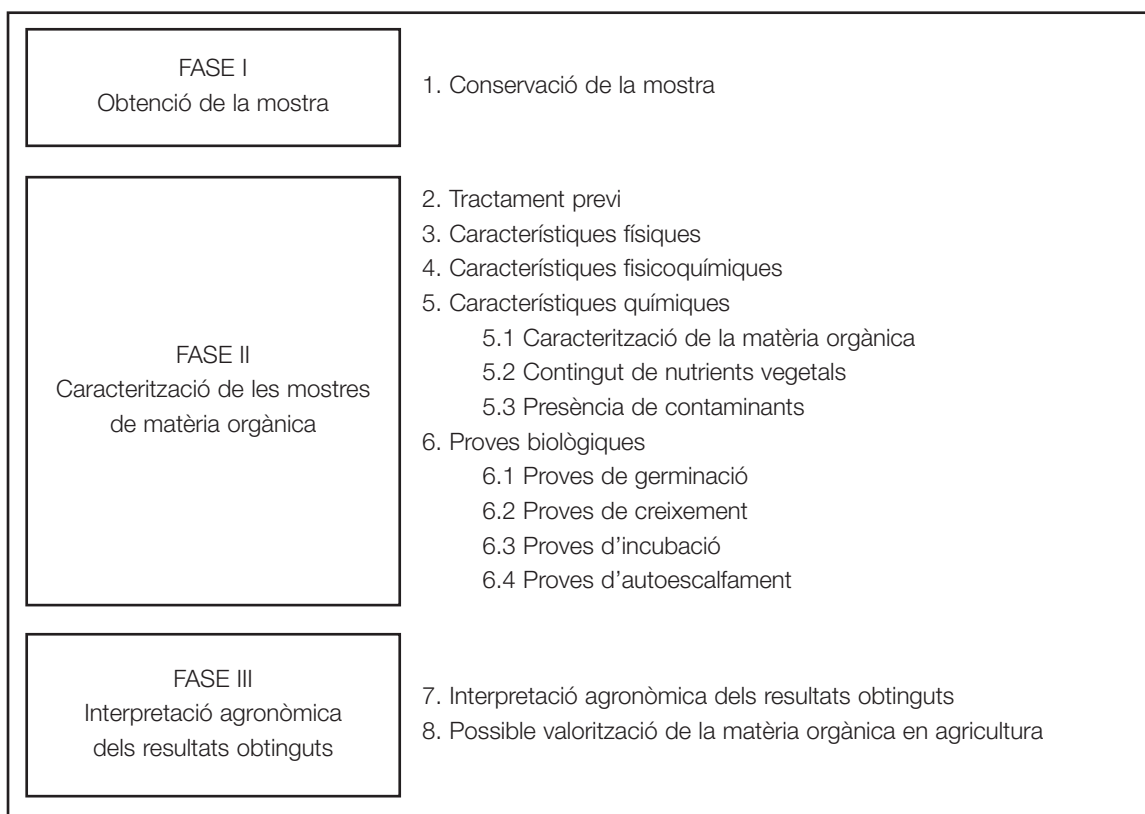 FASE I
Obtenció de la mostra
1. Conservació de la mostra
FASE II
Caracterització de les mostres
de matèria orgànica
2. Tractament previ
3. Característiques físiques
4. Característiques fisicoquímiques
5. Característiques químiques
5.1 Caracterització de la matèria orgànica
5.2 Contingut de nutrients vegetals
5.3 Presència de contaminants
6. Proves biològiques
6.1 Proves de germinació
6.2 Proves de creixement
6.3 Proves d’incubació
6.4 Proves d’autoescalfament
FASE III
Interpretació agronòmica
dels resultats obtinguts
7. Interpretació agronòmica dels resultats obtinguts
8. Possible valorització de la matèria orgànica en agricultura